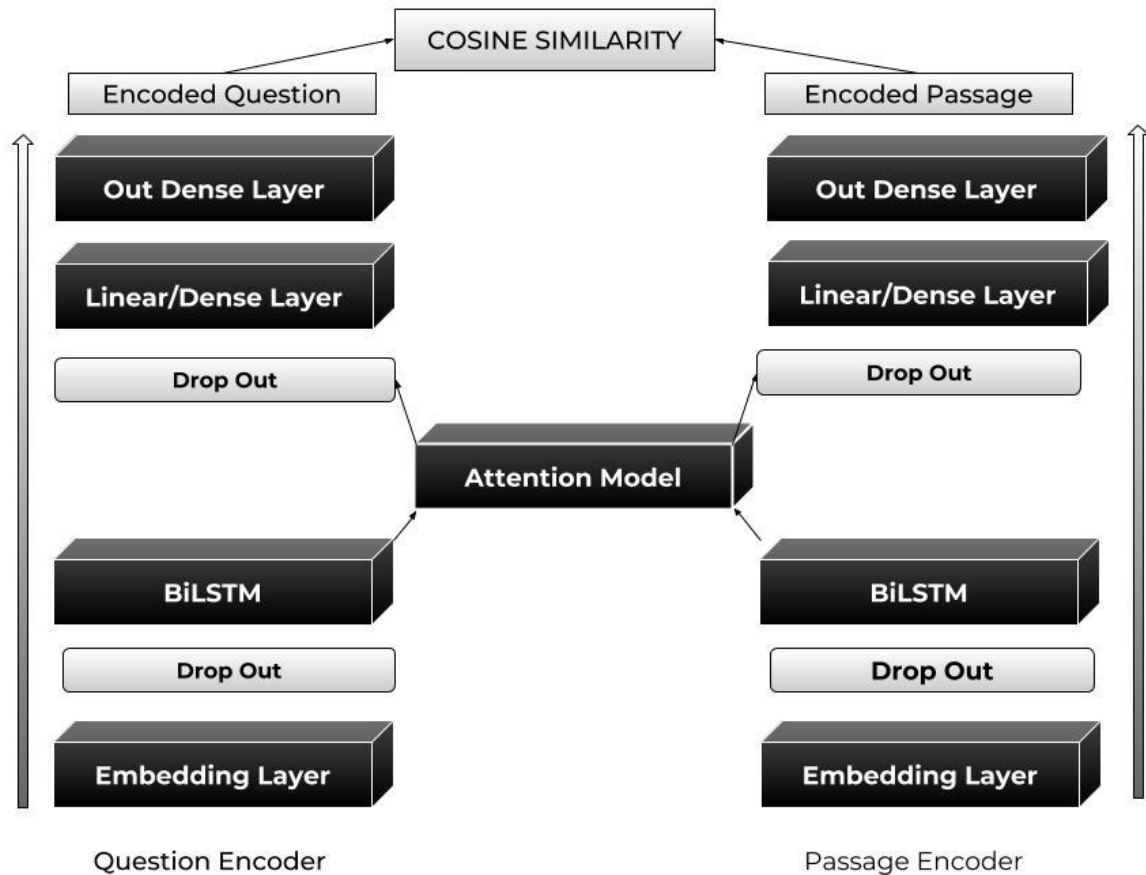 COSINE SIMILARITY
Encoded Question
Encoded Passage
Out Dense Layer
Out Dense Layer
Linear/Dense Layer
Linear/Dense Layer
Drop Out
Drop Out
Attention Model
BiLSTM
BiLSTM
Drop Out
Drop Out
Embedding Layer
Embedding Layer
Question Encoder
Passage Encoder